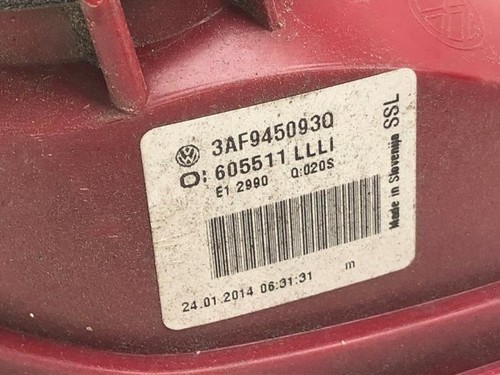 3AF945093Q
O: 605511 LLLI
E1 2990 Q:020S
24.01.2014 06:31:31 m
Made in Slovenija SSL